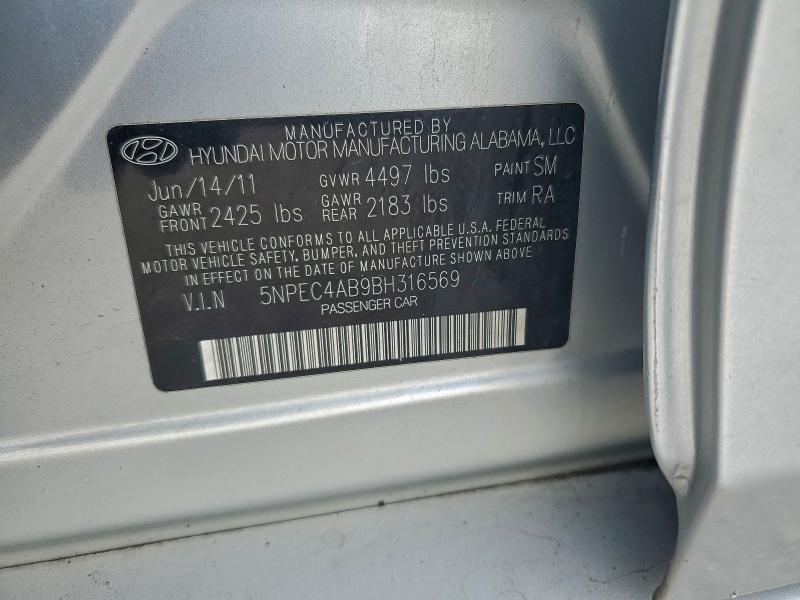 MANUFACTURED BY
HYUNDAI MOTOR MANUFACTURING ALABAMA, LLC
Jun/14/11 GVWR 4497 lbs PAINT SM
GAWR FRONT 2425 lbs GAWR REAR 2183 lbs TRIM RA
THIS VEHICLE CONFORMS TO ALL APPLICABLE U.S.A. FEDERAL
MOTOR VEHICLE SAFETY, BUMPER, AND THEFT PREVENTION STANDARDS
IN EFFECT ON THE DATE OF MANUFACTURE SHOWN ABOVE
V.I.N 5NPEC4AB9BH316569
PASSENGER CAR